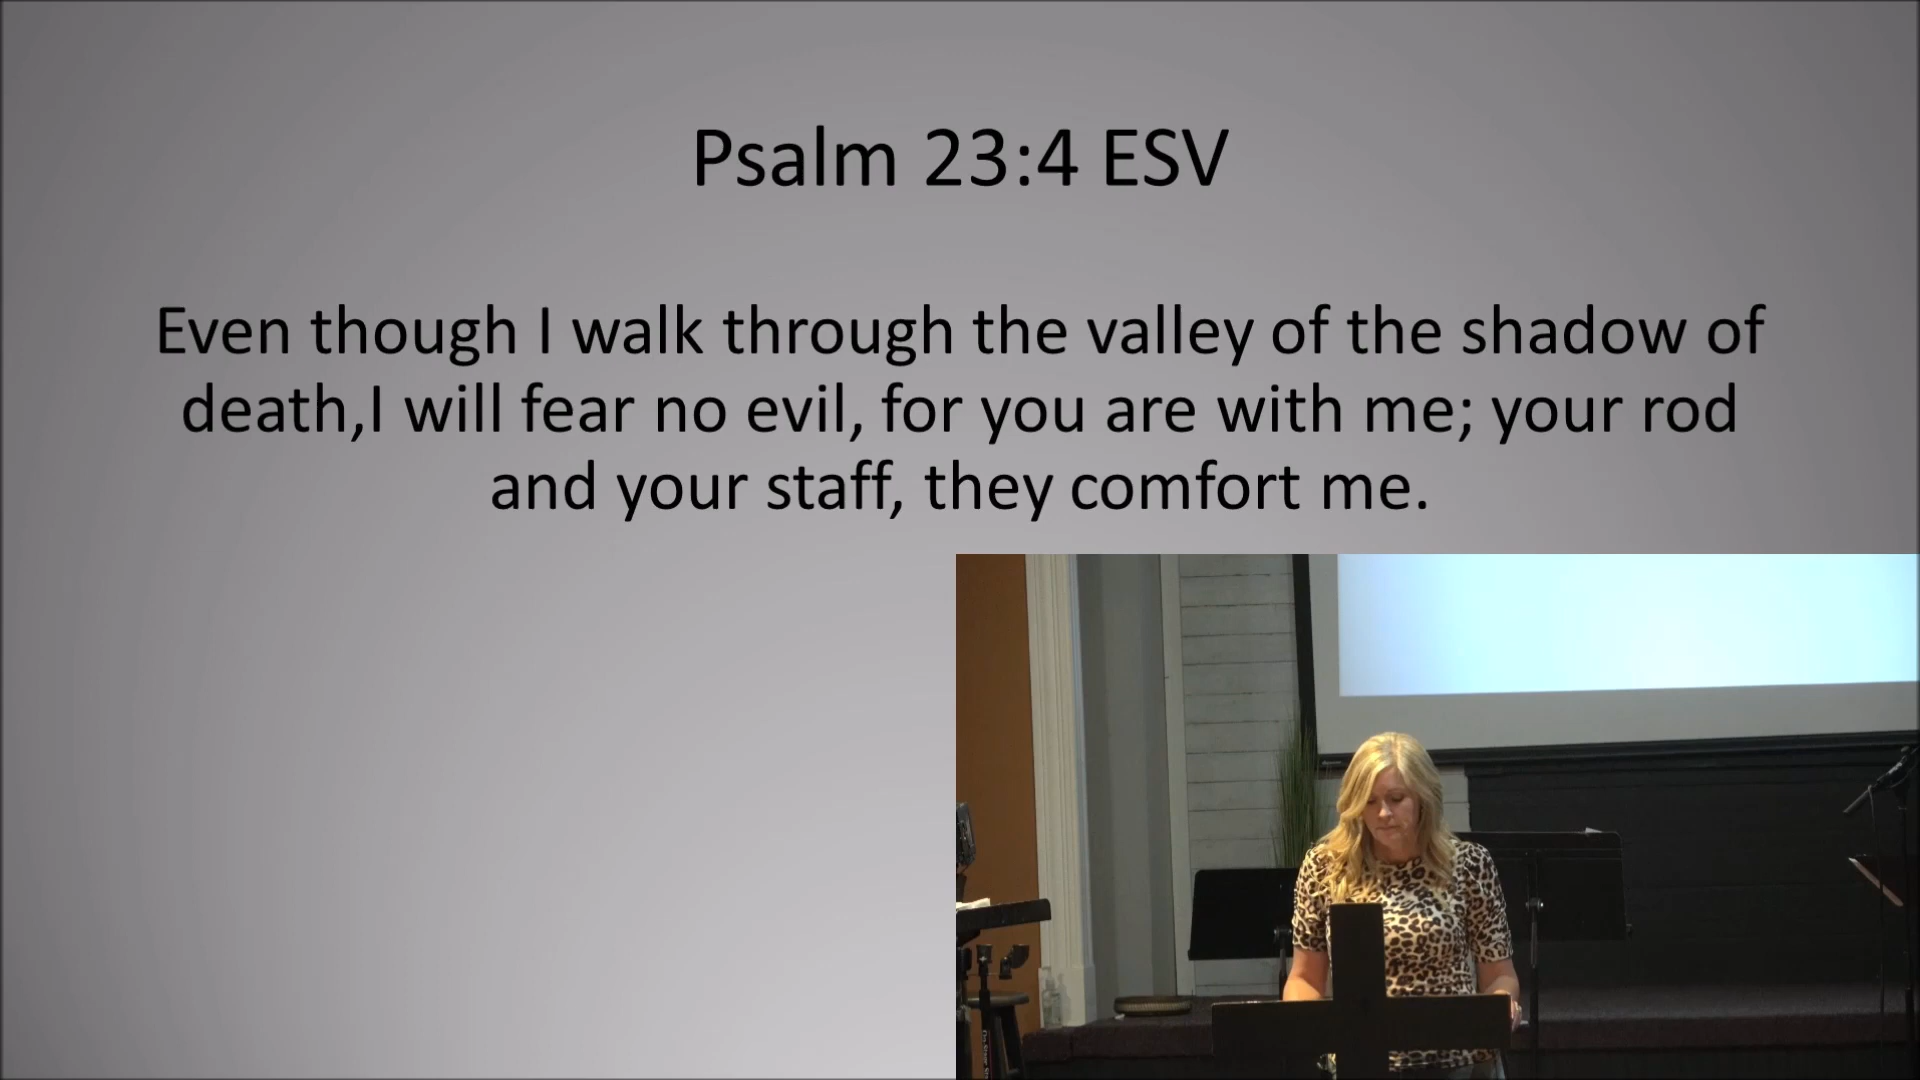 Psalm 23:4 ESV
Even though I walk through the valley of the shadow of
death,I will fear no evil, for you are with me; your rod
and your staff, they comfort me.